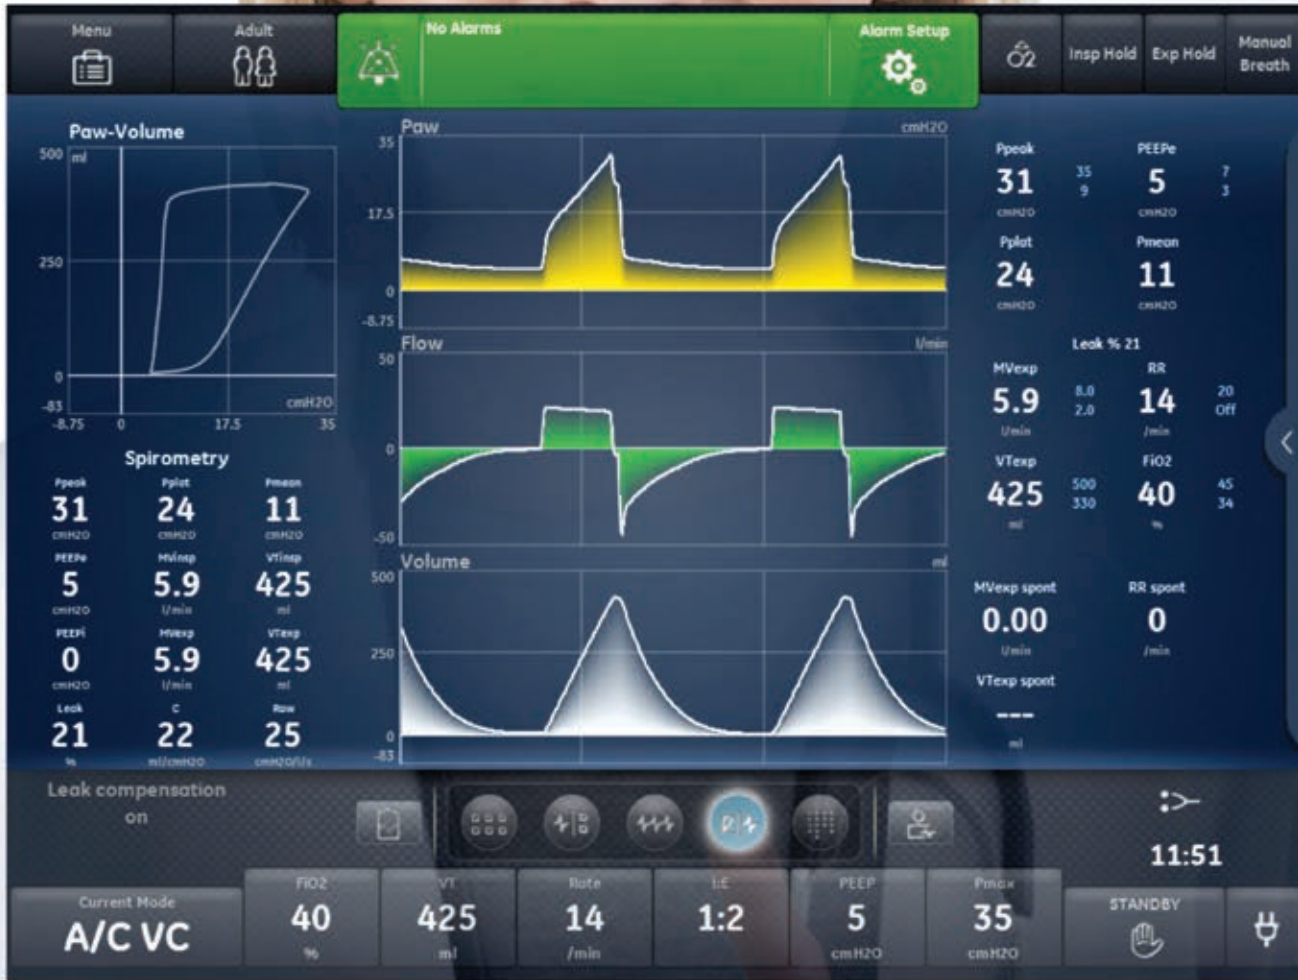 Menu
Adult
No Alarms
Alarm Setup
O2
Insp Hold
Exp Hold
Manual
Breath
Paw-Volume
500
ml
250
0
-83
-8.75
0
17.5
35
cmH2O
Spirometry
Ppeak
31
cmH2O
Pplat
24
cmH2O
Pmean
11
cmH2O
PEEPe
5
cmH2O
MVinsp
5.9
l/min
VTinsp
425
ml
PEEPi
0
cmH2O
MVexp
5.9
l/min
VTexp
425
ml
Leak
21
%
C
22
ml/cmH2O
Raw
25
cmH2O/l/s
Paw
cmH2O
35
17.5
0
-8.75
Flow
l/min
50
0
-50
Volume
ml
500
250
0
-83
Ppeak
31
cmH2O
35
9
PEEPe
5
cmH2O
7
3
Pplat
24
cmH2O
Pmean
11
cmH2O
Leak % 21
MVexp
5.9
l/min
8.0
2.0
RR
14
/min
20
Off
VTexp
425
ml
500
330
FiO2
40
%
45
34
MVexp spont
0.00
l/min
RR spont
0
/min
VTexp spont
---
ml
Leak compensation
on
11:51
Current Mode
A/C VC
FiO2
40
%
VT
425
ml
Rate
14
/min
I:E
1:2
PEEP
5
cmH2O
Pmax
35
cmH2O
STANDBY